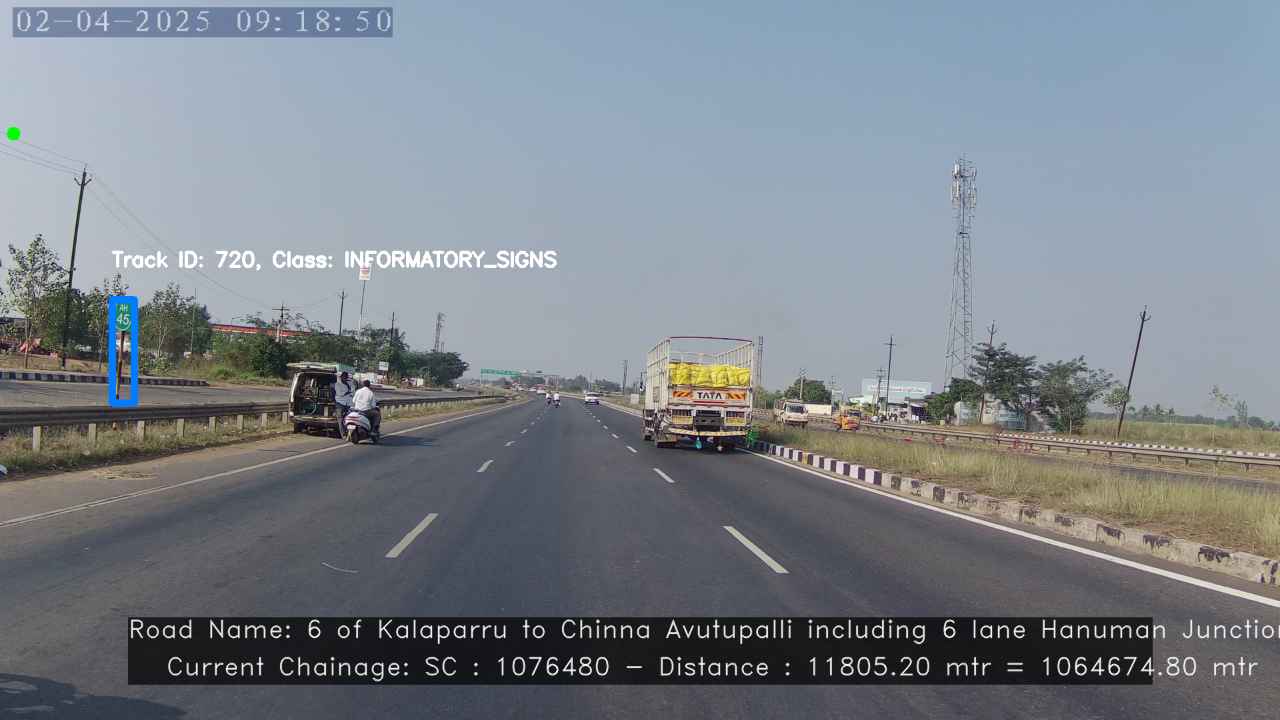 02-04-2025 09:18:50
Track ID: 720, Class: INFORMATORY_SIGNS
AH
45
TATA
Road Name: 6 of Kalaparru to Chinna Avutupalli including 6 lane Hanuman Junction
Current Chainage: SC : 1076480 - Distance : 11805.20 mtr = 1064674.80 mtr